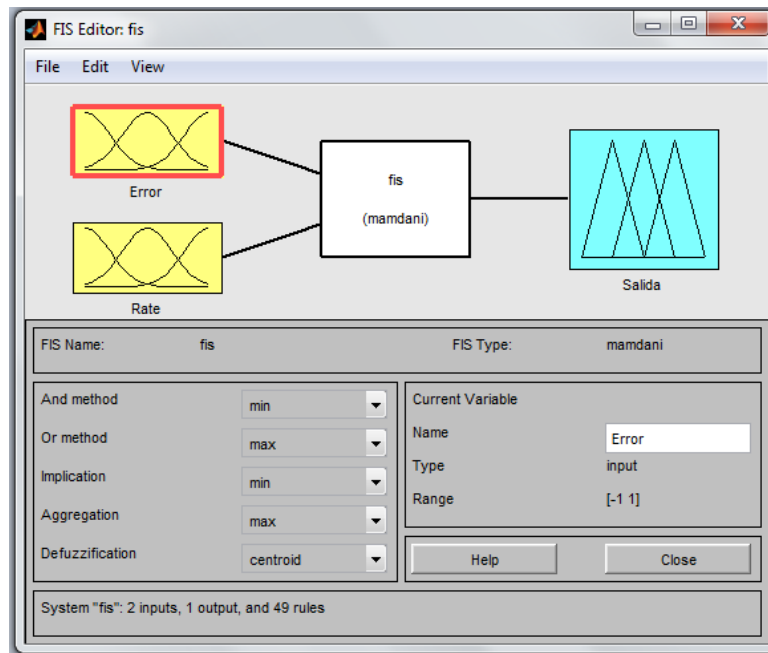 FIS Editor: fis
File Edit View
Error
Rate
fis
(mamdani)
Salida
FIS Name: fis FIS Type: mamdani
And method min
Or method max
Implication min
Aggregation max
Defuzzification centroid
Current Variable
Name Error
Type input
Range [-1 1]
Help Close
System "fis": 2 inputs, 1 output, and 49 rules